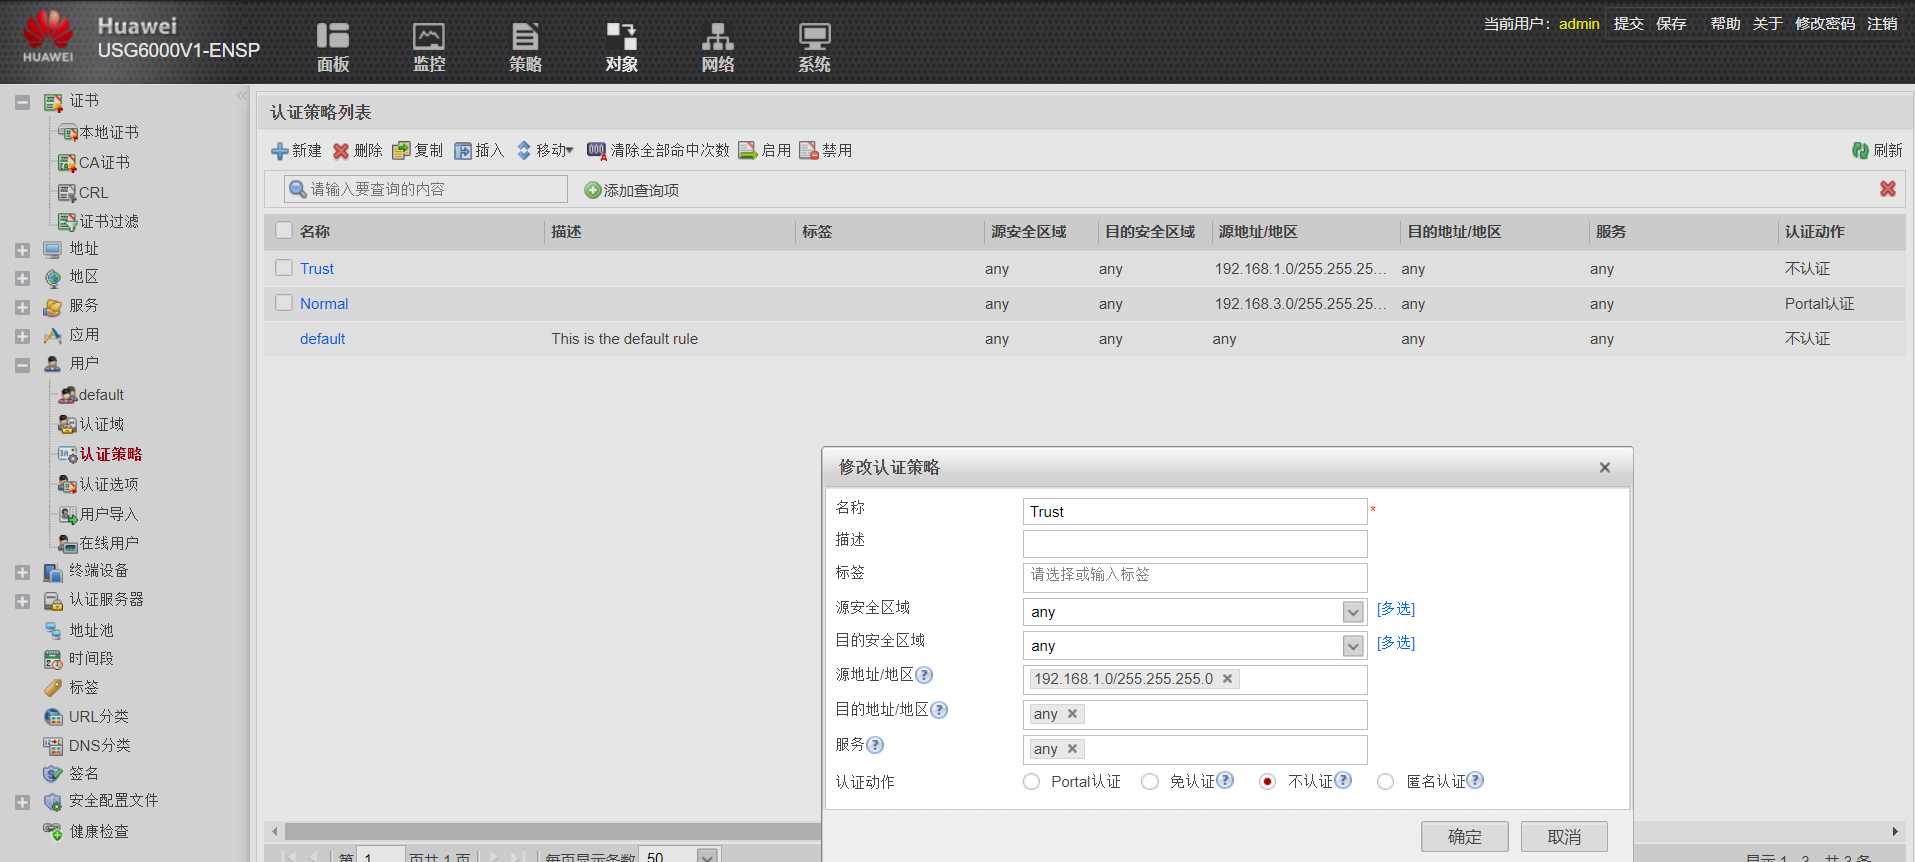 HUAWEI
Huawei
USG6000V1-ENSP
面板 监控 策略 对象 网络 系统
当前用户: admin 提交 保存 帮助 关于 修改密码 注销
证书
本地证书
CA证书
CRL
证书过滤
地址
地区
服务
应用
用户
default
认证域
认证策略
认证选项
用户导入
在线用户
终端设备
认证服务器
地址池
时间段
标签
URL分类
DNS分类
签名
安全配置文件
健康检查
认证策略列表
新建 删除 复制 插入 移动 清除全部命中次数 启用 禁用 刷新
请输入要查询的内容 添加查询项
名称 描述 标签 源安全区域 目的安全区域 源地址/地区 目的地址/地区 服务 认证动作
Trust any any 192.168.1.0/255.255.25... any any 不认证
Normal any any 192.168.3.0/255.255.25... any any Portal认证
default This is the default rule any any any any any 不认证
修改认证策略
名称 Trust *
描述
标签 请选择或输入标签
源安全区域 any [多选]
目的安全区域 any [多选]
源地址/地区 192.168.1.0/255.255.255.0
目的地址/地区 any
服务 any
认证动作 Portal认证 免认证 不认证 匿名认证
确定 取消
第 1 页共 1 页 每页显示条数 50 显示 1 - 3，共 3 条